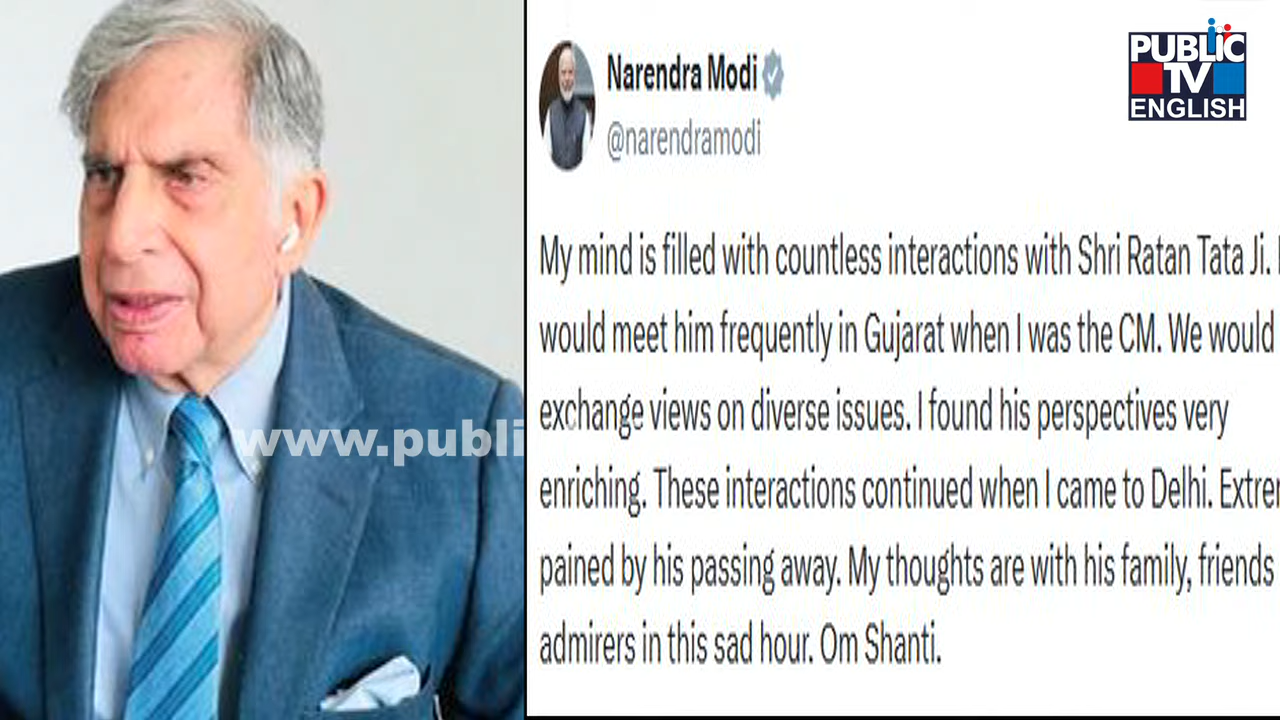 PUBLIC
TV
ENGLISH
Narendra Modi
@narendramodi
My mind is filled with countless interactions with Shri Ratan Tata Ji.
would meet him frequently in Gujarat when I was the CM. We would
exchange views on diverse issues. I found his perspectives very
enriching. These interactions continued when I came to Delhi.
pained by his passing away. My thoughts are with his family, friends
admirers in this sad hour. Om Shanti.
www.publi